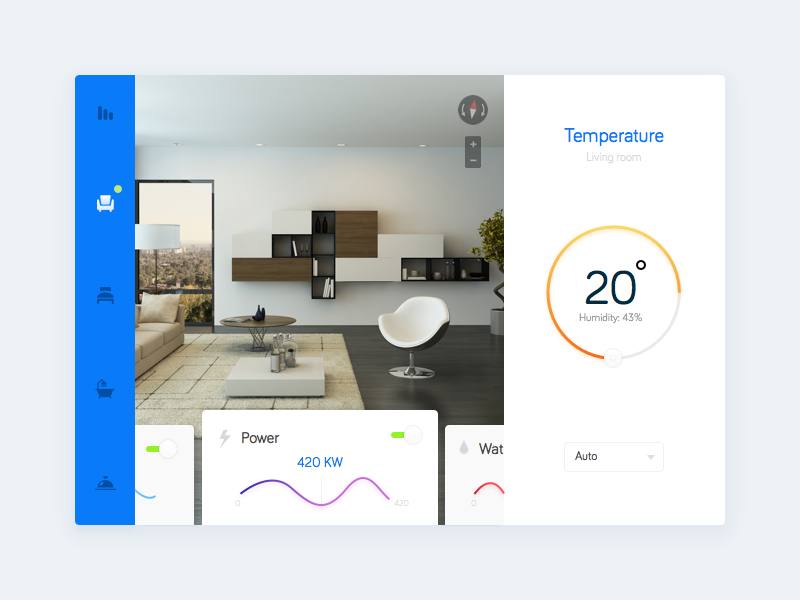 Temperature
Living room
20°
Humidity: 43%
Auto
Power
420 KW
0
420
Wat
0